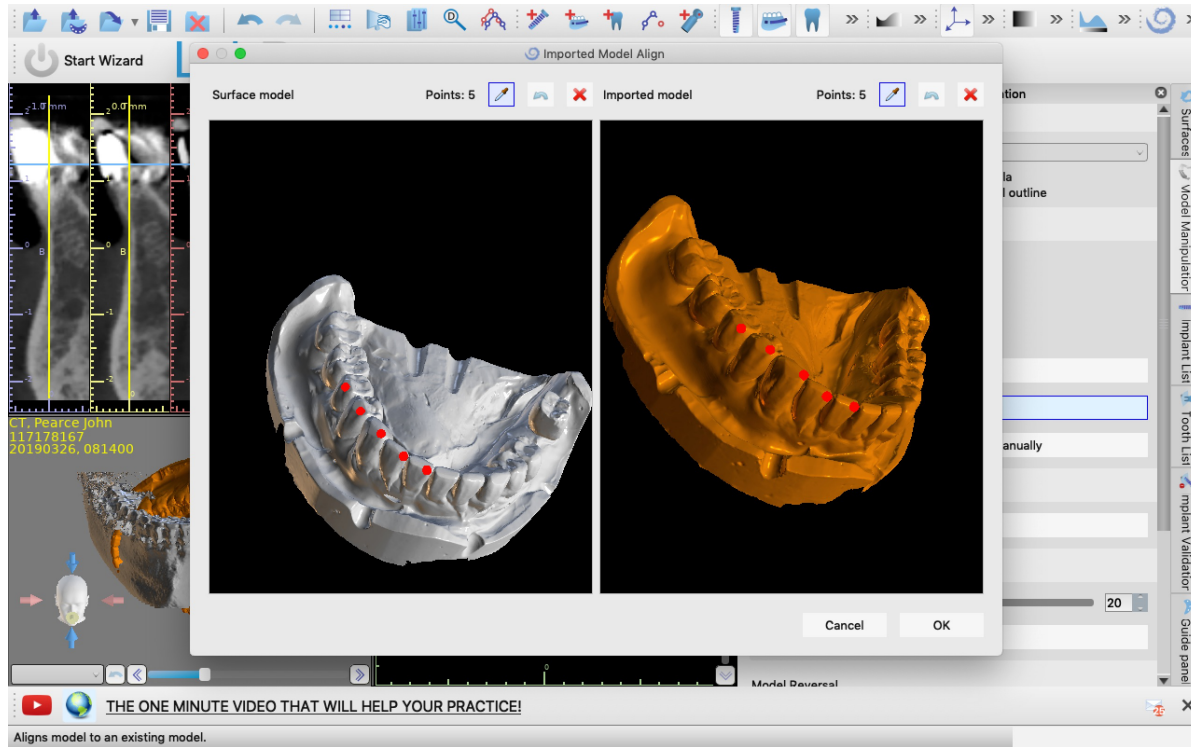 Start Wizard
Imported Model Align
Surface model
Points: 5
Imported model
Points: 5
tion
la
l outline
anually
20
Model Reversal
Surfaces
Model Manipulation
Implant List
Tooth List
mplant Validation
Guide panel
-1.0 mm
0.0 mm
B
B
CT, Pearce John
117178167
20190326, 081400
Cancel
OK
THE ONE MINUTE VIDEO THAT WILL HELP YOUR PRACTICE!
Aligns model to an existing model.